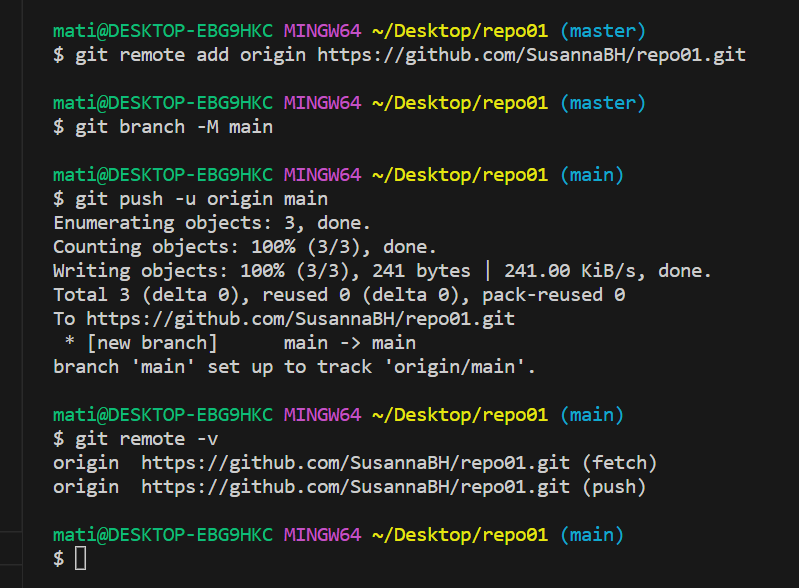 mati@DESKTOP-EBG9HKC MINGW64 ~/Desktop/repo01 (master)
$ git remote add origin https://github.com/SusannaBH/repo01.git
mati@DESKTOP-EBG9HKC MINGW64 ~/Desktop/repo01 (master)
$ git branch -M main
mati@DESKTOP-EBG9HKC MINGW64 ~/Desktop/repo01 (main)
$ git push -u origin main
Enumerating objects: 3, done.
Counting objects: 100% (3/3), done.
Writing objects: 100% (3/3), 241 bytes | 241.00 KiB/s, done.
Total 3 (delta 0), reused 0 (delta 0), pack-reused 0
To https://github.com/SusannaBH/repo01.git
 * [new branch]      main -> main
branch 'main' set up to track 'origin/main'.
mati@DESKTOP-EBG9HKC MINGW64 ~/Desktop/repo01 (main)
$ git remote -v
origin  https://github.com/SusannaBH/repo01.git (fetch)
origin  https://github.com/SusannaBH/repo01.git (push)
mati@DESKTOP-EBG9HKC MINGW64 ~/Desktop/repo01 (main)
$